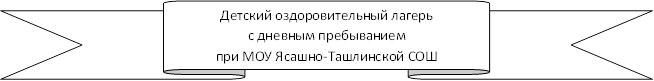 Детский оздоровительный лагерь
с дневным пребыванием
при МОУ Ясашно-Ташлинской СОШ